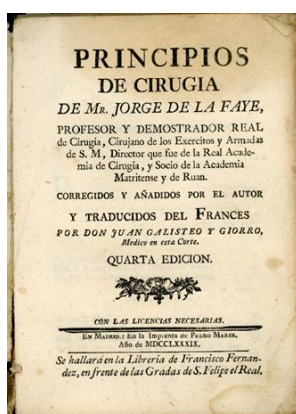 PRINCIPIOS
DE CIRUGIA
DE MR. JORGE DE LA FAYE,
PROFESOR Y DEMOSTRADOR REAL
de Cirugia, Cirujano de los Exercitos y Armadas
de S. M, Director que fue de la Real Acade-
mia de Cirugia, y Socio de la Academia
Matritense y de Ruan.
CORREGIDOS Y AÑADIDOS POR EL AUTOR
Y TRADUCIDOS DEL FRANCES
POR DON JUAN GALISTEO Y GIORRO,
Medico en esta Corte.
QUARTA EDICION.
CON LAS LICENCIAS NECESARIAS.
EN MADRID: En la Imprenta de PEDRO MARIN.
Año de MDCCLXXXIX.
Se hallará en la Libreria de Francisco Fernan-
dez, en frente de las Gradas de S. Felipe el Real.